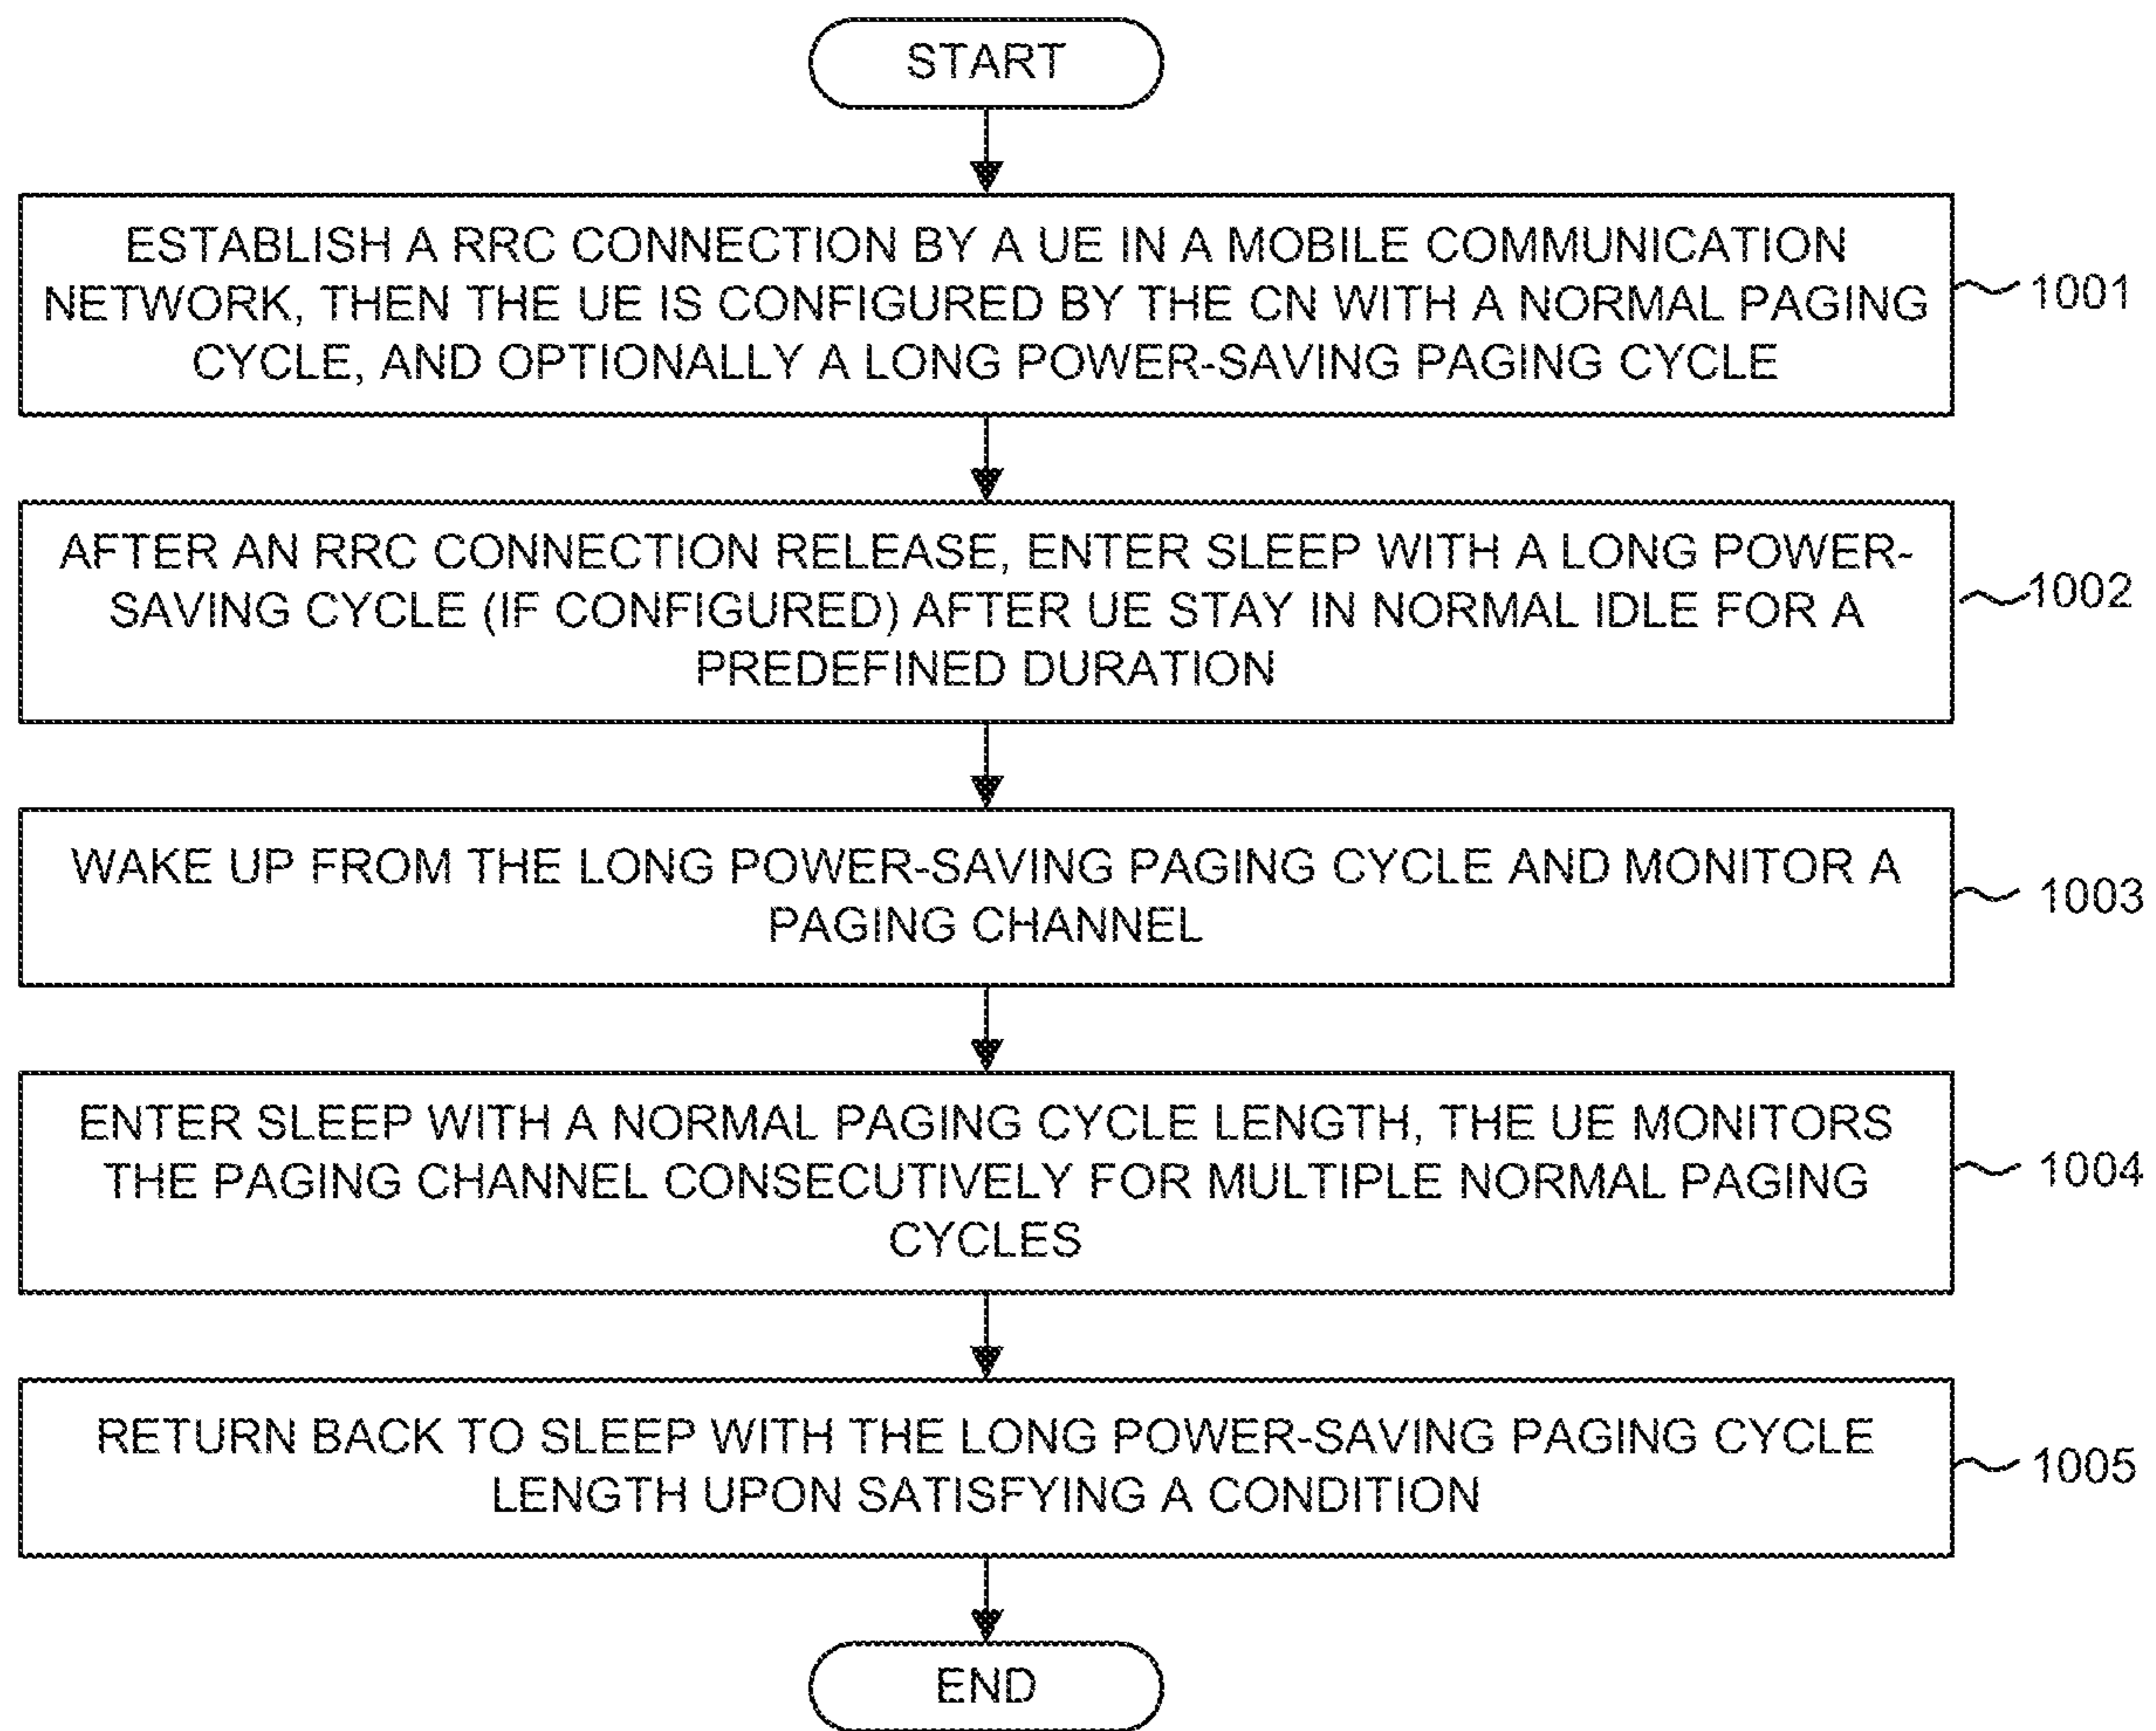 START
ESTABLISH A RRC CONNECTION BY A UE IN A MOBILE COMMUNICATION
NETWORK, THEN THE UE IS CONFIGURED BY THE CN WITH A NORMAL PAGING
CYCLE, AND OPTIONALLY A LONG POWER-SAVING PAGING CYCLE
1001
AFTER AN RRC CONNECTION RELEASE, ENTER SLEEP WITH A LONG POWER-
SAVING CYCLE (IF CONFIGURED) AFTER UE STAY IN NORMAL IDLE FOR A
PREDEFINED DURATION
1002
WAKE UP FROM THE LONG POWER-SAVING PAGING CYCLE AND MONITOR A
PAGING CHANNEL
1003
ENTER SLEEP WITH A NORMAL PAGING CYCLE LENGTH, THE UE MONITORS
THE PAGING CHANNEL CONSECUTIVELY FOR MULTIPLE NORMAL PAGING
CYCLES
1004
RETURN BACK TO SLEEP WITH THE LONG POWER-SAVING PAGING CYCLE
LENGTH UPON SATISFYING A CONDITION
1005
END